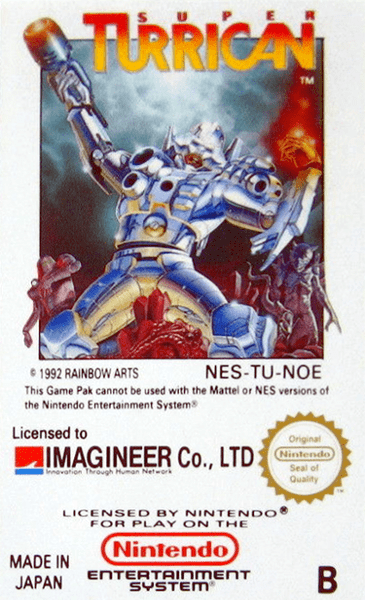 SUPER
TURRICAN
TM
© 1992 RAINBOW ARTS
NES-TU-NOE
This Game Pak cannot be used with the Mattel or NES versions of
the Nintendo Entertainment System®
Licensed to
IMAGINEER Co., LTD
Innovation Through Human Network
Original
Nintendo
Seal of
Quality
TM
LICENSED BY NINTENDO®
FOR PLAY ON THE
Nintendo
ENTERTAINMENT
SYSTEM®
MADE IN
JAPAN
B